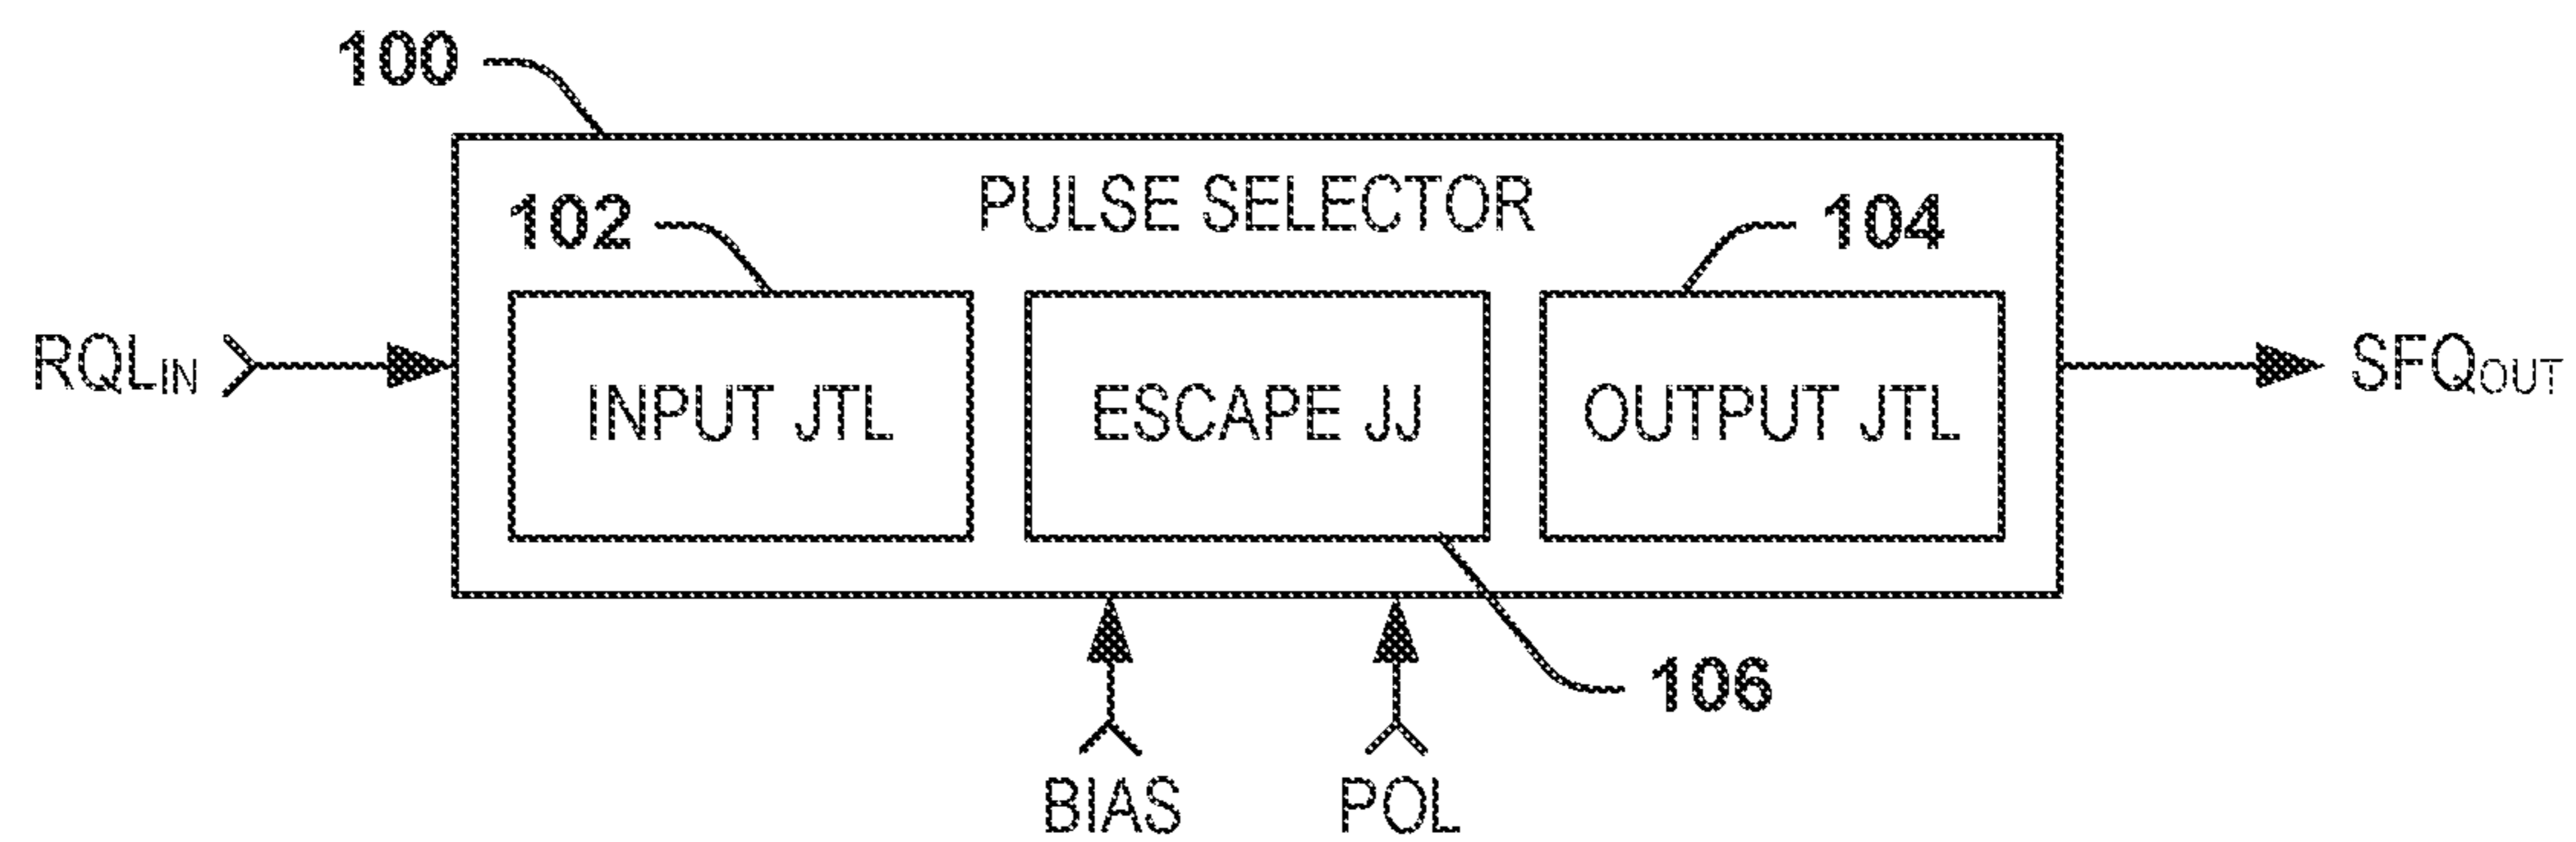 100
PULSE SELECTOR
102
104
RQLIN
INPUT JTL
ESCAPE JJ
OUTPUT JTL
SFQOUT
106
BIAS
POL